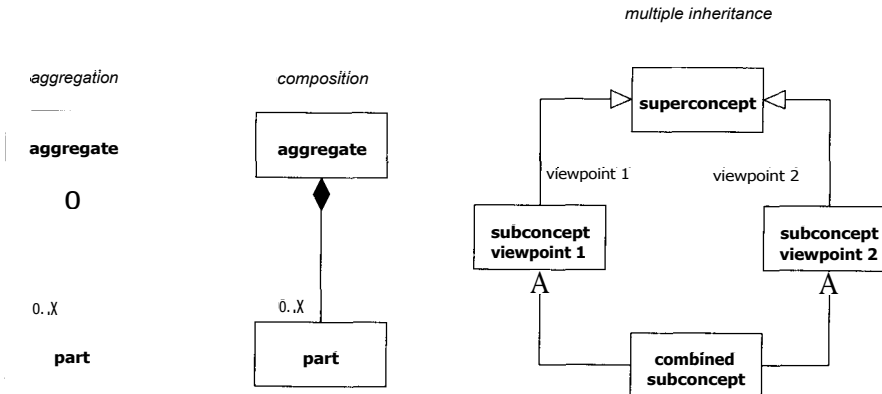 multiple inheritance
aggregation
composition
superconcept
aggregate
aggregate
viewpoint 1
viewpoint 2
O
subconcept
viewpoint 1
subconcept
viewpoint 2
A
A
0..X
0..X
part
part
combined
subconcept